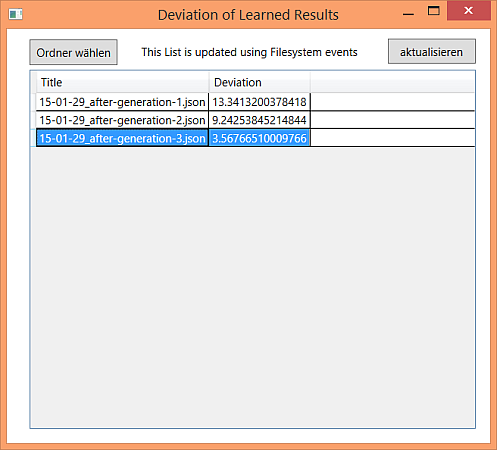 Deviation of Learned Results
Ordner wählen This List is updated using Filesystem events aktualisieren
Title Deviation
15-01-29_after-generation-1.json 13.3413200378418
15-01-29_after-generation-2.json 9.24253845214844
15-01-29_after-generation-3.json 3.56766510009766